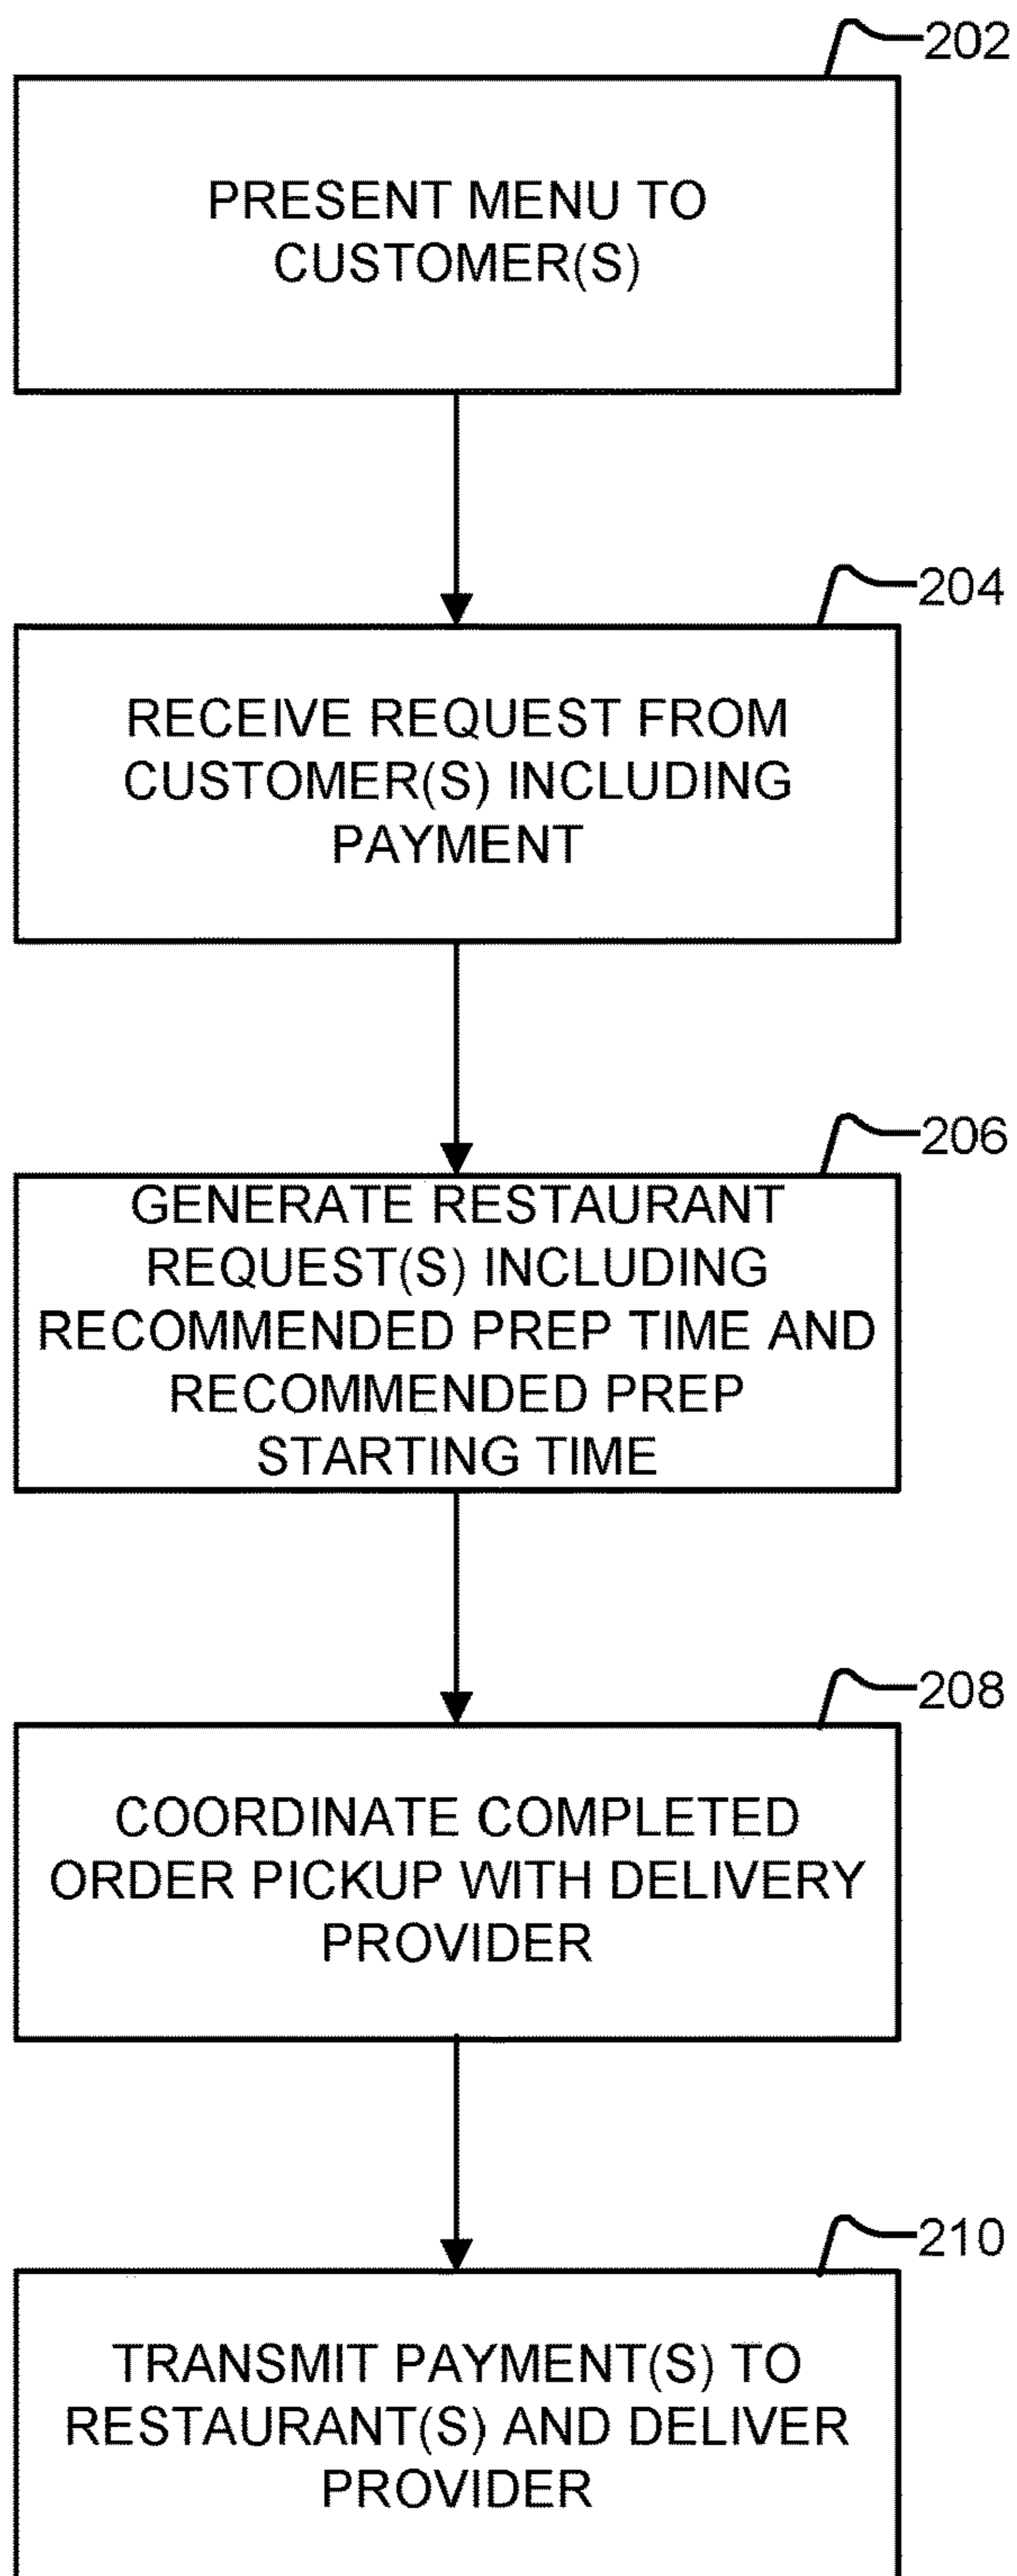 202
PRESENT MENU TO
CUSTOMER(S)
204
RECEIVE REQUEST FROM
CUSTOMER(S) INCLUDING
PAYMENT
206
GENERATE RESTAURANT
REQUEST(S) INCLUDING
RECOMMENDED PREP TIME AND
RECOMMENDED PREP
STARTING TIME
208
COORDINATE COMPLETED
ORDER PICKUP WITH DELIVERY
PROVIDER
210
TRANSMIT PAYMENT(S) TO
RESTAURANT(S) AND DELIVER
PROVIDER